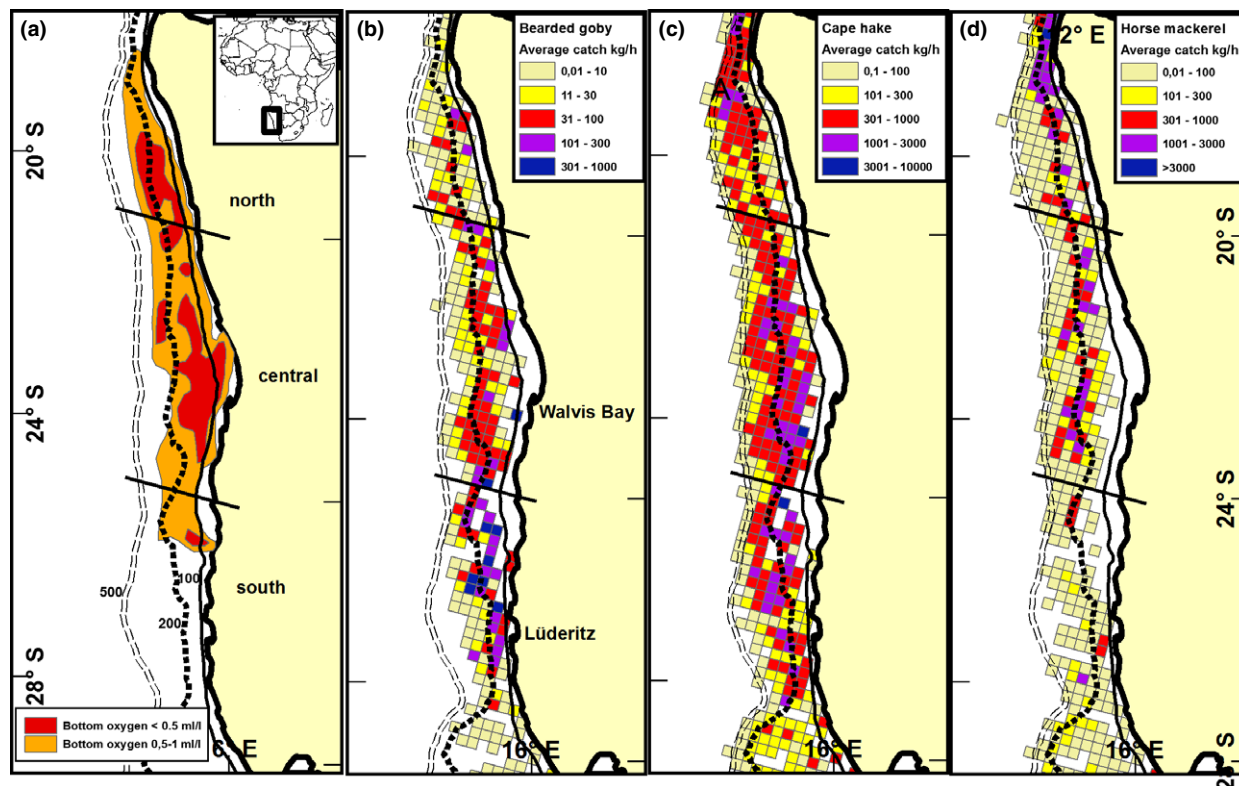 (a)
20° S
24° S
28° S
north
central
south
500
200
100
Bottom oxygen < 0.5 ml/l
Bottom oxygen 0,5-1 ml/l
6° E
(b)
Bearded goby
Average catch kg/h
0,01 - 10
11 - 30
31 - 100
101 - 300
301 - 1000
Walvis Bay
Lüderitz
16° E
(c)
Cape hake
Average catch kg/h
0,1 - 100
101 - 300
301 - 1000
1001 - 3000
3001 - 10000
A
16° E
(d)
2° E
Horse mackerel
Average catch kg/h
0,01 - 100
101 - 300
301 - 1000
1001 - 3000
>3000
20° S
24° S
16° E